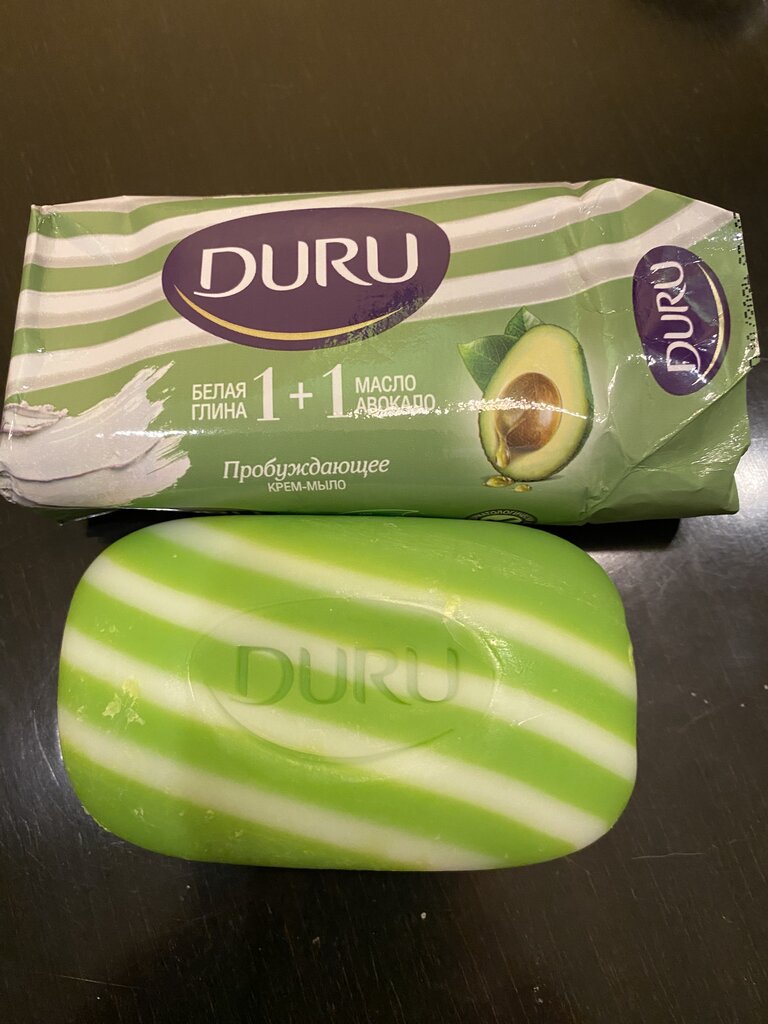 DURU
DURU
БЕЛАЯ
ГЛИНА
1+1
МАСЛО
АВОКАДО
Пробуждающее
КРЕМ-МЫЛО
DURU